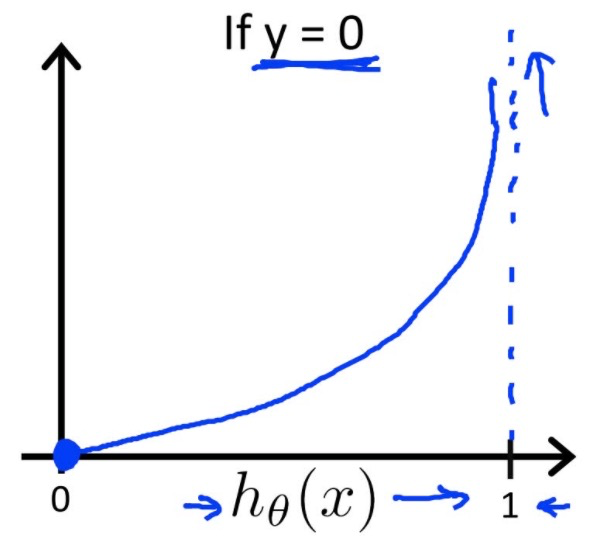 If y = 0
0 → hθ(x) → 1 ←